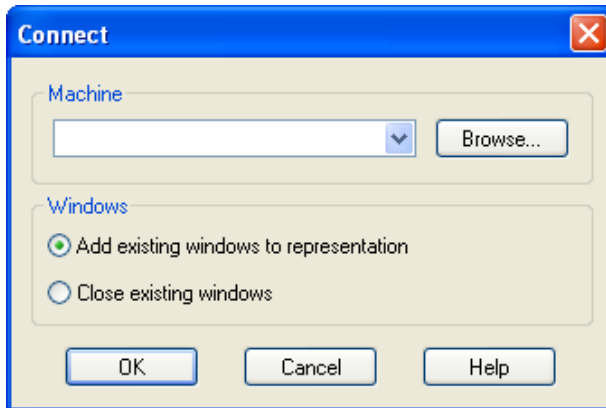 Connect
Machine
Browse...
Windows
Add existing windows to representation
Close existing windows
OK
Cancel
Help